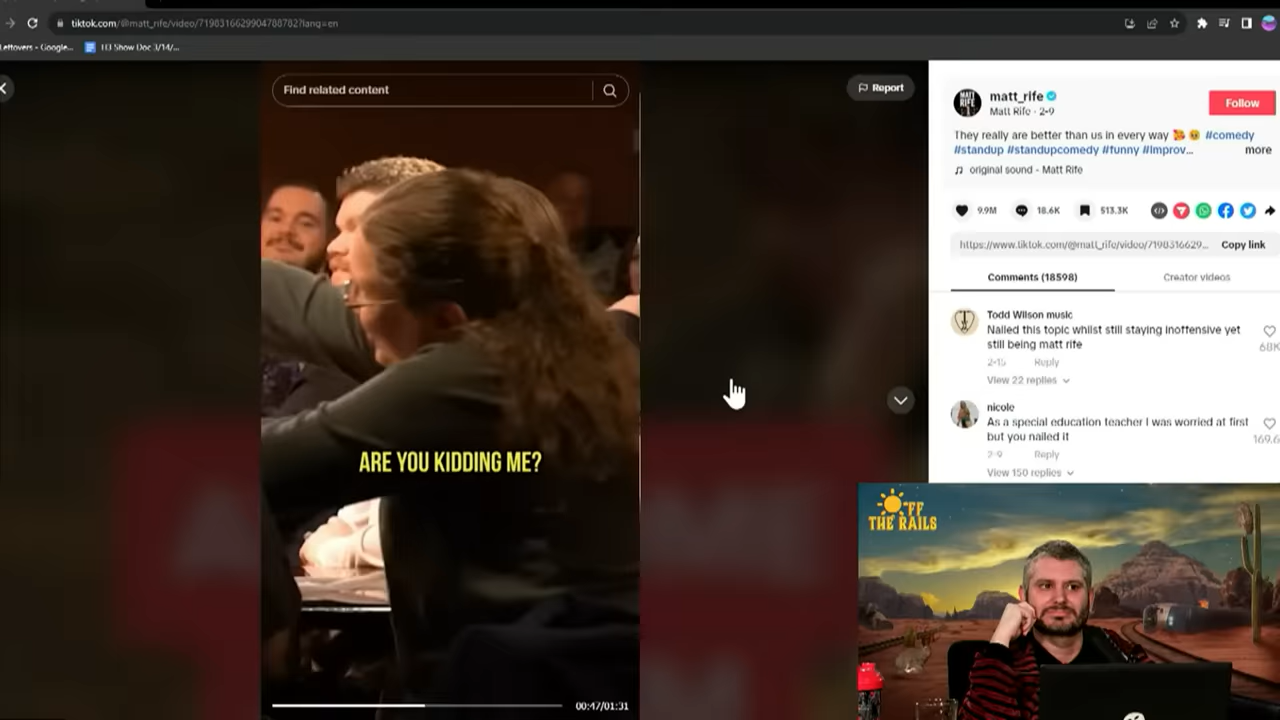 tiktok.com/@matt_rife/video/7198316629904788782?lang=en
Leftovers - Google...
H3 Show Doc 3/14/...
Find related content
Report
MATT
RIFE
matt_rife
Matt Rife · 2-9
Follow
They really are better than us in every way 🥰 🥹 #comedy
#standup #standupcomedy #funny #improv...
more
original sound - Matt Rife
9.9M
18.6K
513.3K
https://www.tiktok.com/@matt_rife/video/7198316629...
Copy link
Comments (18598)
Creator videos
Todd Wilson music
Nailed this topic whilst still staying inoffensive yet
still being matt rife
68K
2-15
Reply
View 22 replies
nicole
As a special education teacher I was worried at first
but you nailed it
169.6
2-9
Reply
View 150 replies
ARE YOU KIDDING ME?
OFF
THE RAILS
00:47/01:31